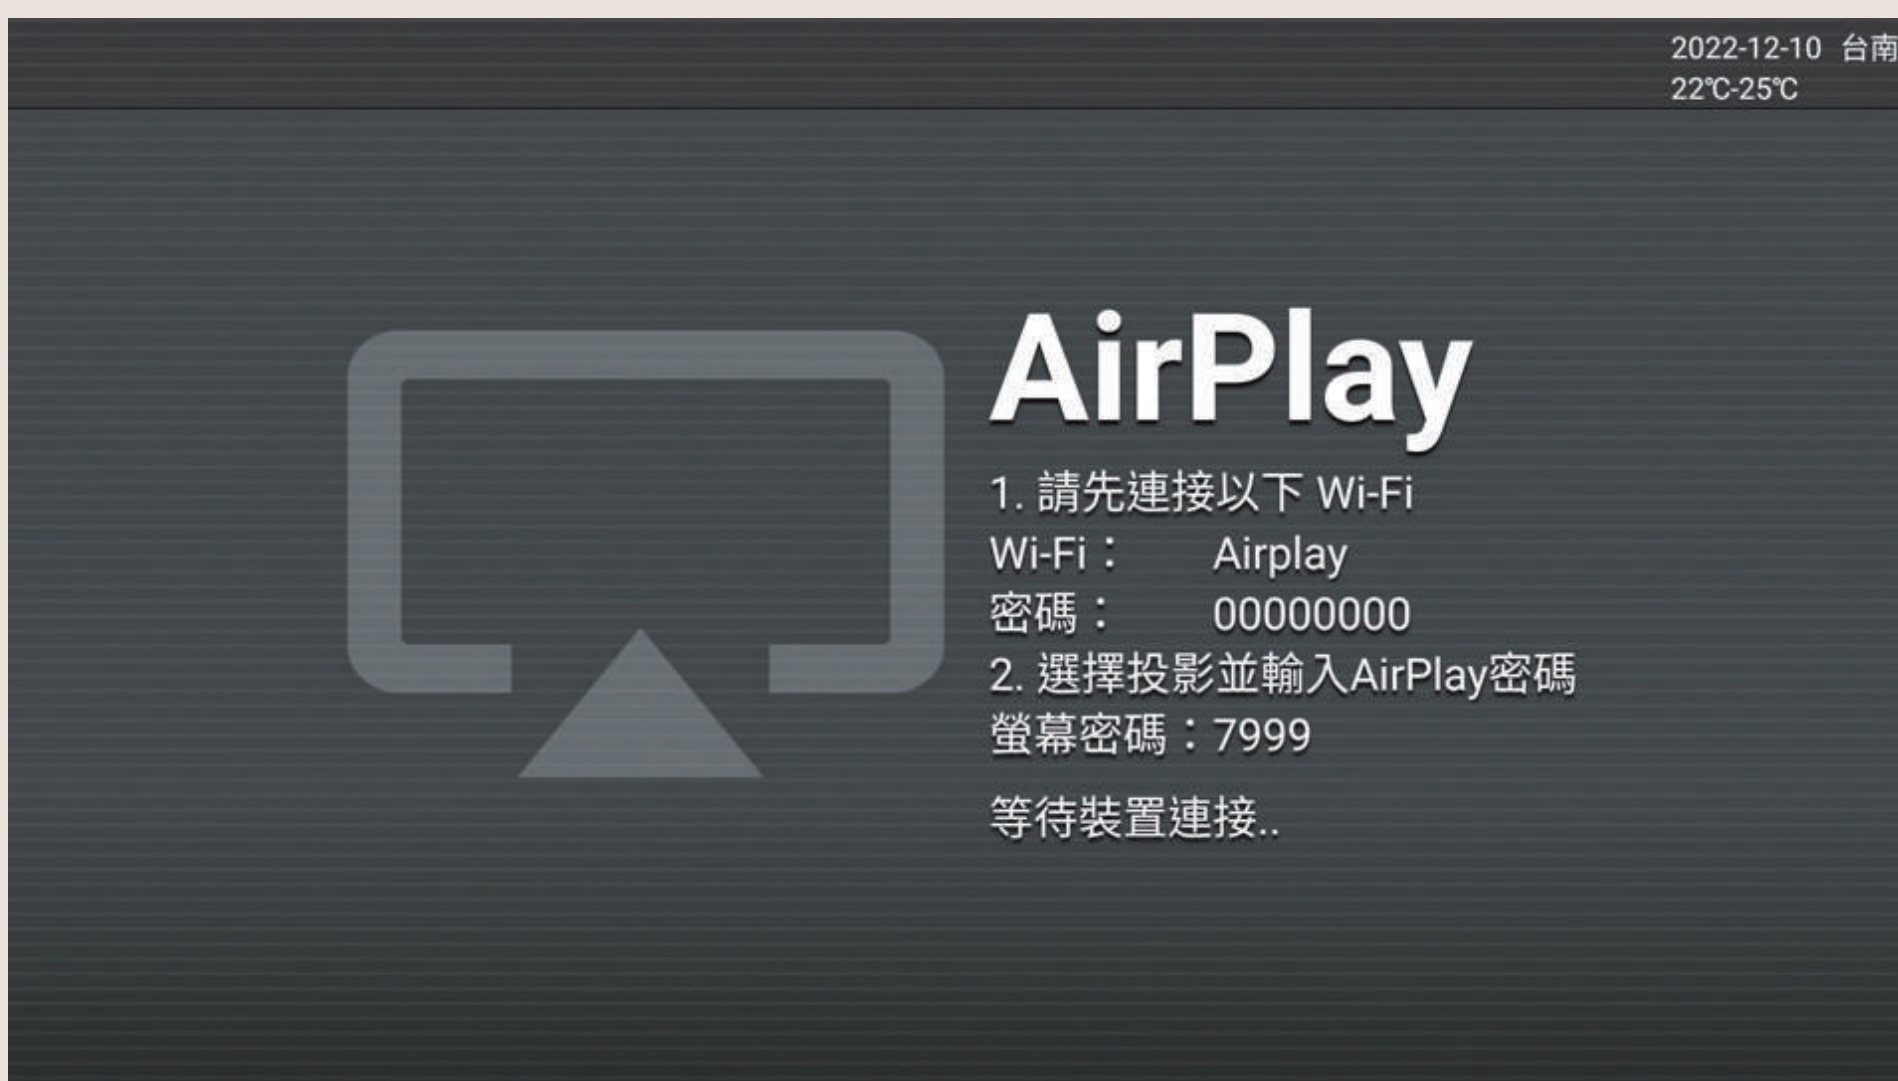 2022-12-10 台南
22℃-25℃
AirPlay
1. 請先連接以下 Wi-Fi
Wi-Fi： Airplay
密碼： 00000000
2. 選擇投影並輸入AirPlay密碼
螢幕密碼：7999
等待裝置連接..